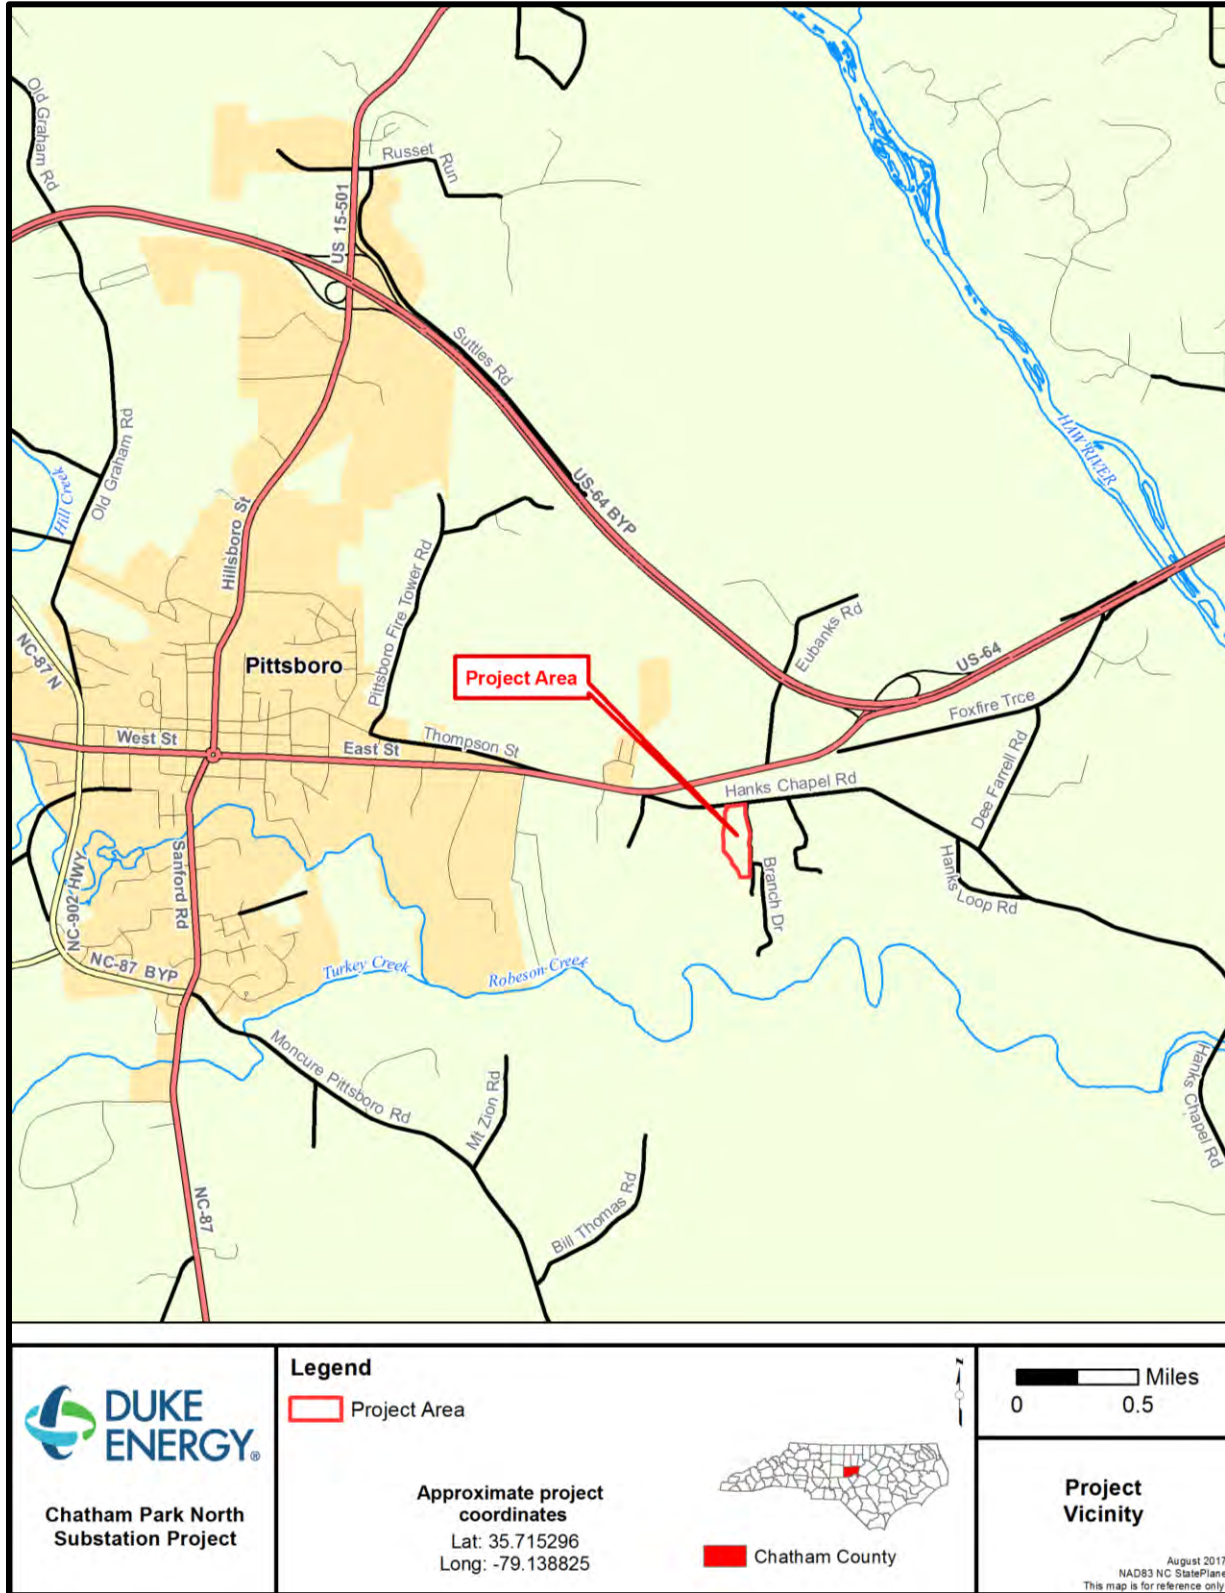 Old Graham Rd
Russet Run
US 15-501
Suttles Rd
US-64 BYP
HAW RIVER
Hill Creek
Old Graham Rd
Hillsboro St
Pittsboro Fire Tower Rd
NC-87 N
Pittsboro
Project Area
Eubanks Rd
US-64
Foxfire Trce
West St
East St
Thompson St
Hanks Chapel Rd
Dee Farrell Rd
Sanford Rd
NC-902 HWY
Branch Dr
Hanks Loop Rd
NC-87 BYP
Turkey Creek
Robeson Creek
Moncure Pittsboro Rd
Mt Zion Rd
Hanks Chapel Rd
NC-87
Bill Thomas Rd
DUKE
ENERGY®
Chatham Park North
Substation Project
Legend
Project Area
Approximate project
coordinates
Lat: 35.715296
Long: -79.138825
N
Chatham County
Miles
0 0.5
Project
Vicinity
August 2017
NAD83 NC StatePlane
This map is for reference only